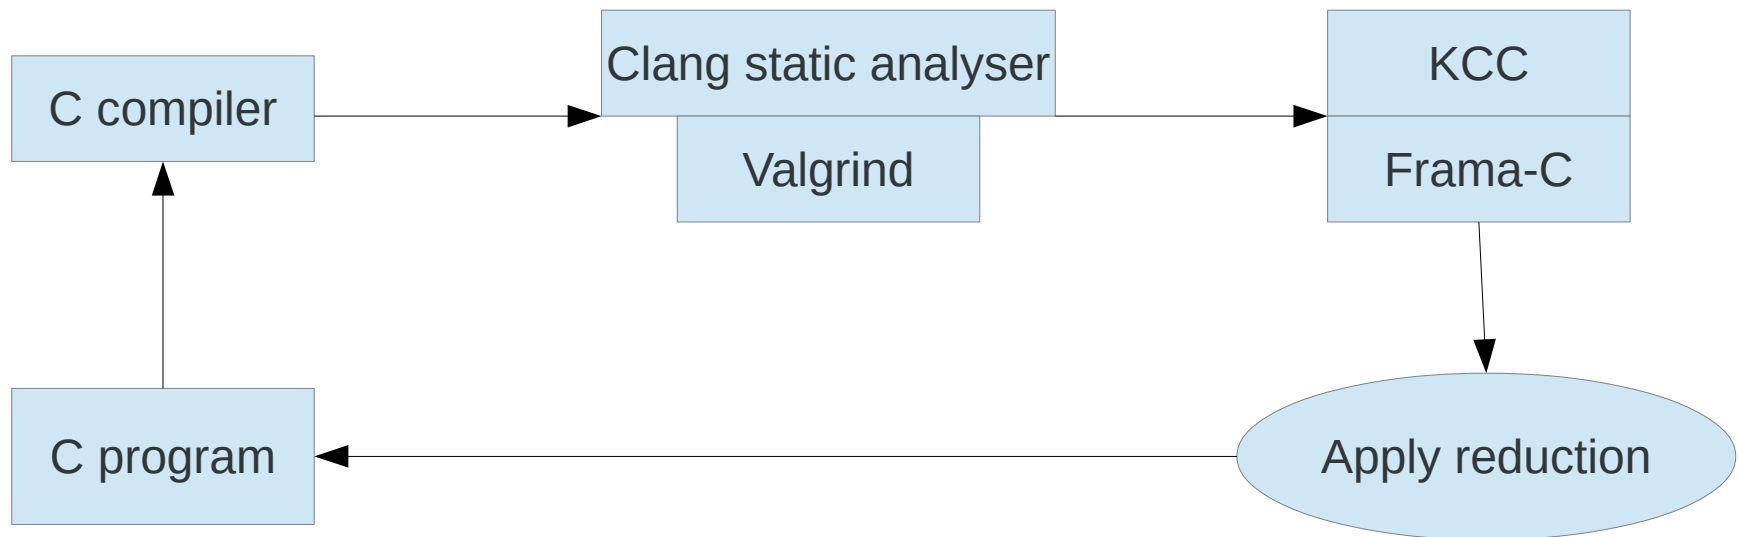 Clang static analyser
KCC
C compiler
Valgrind
Frama-C
C program
Apply reduction